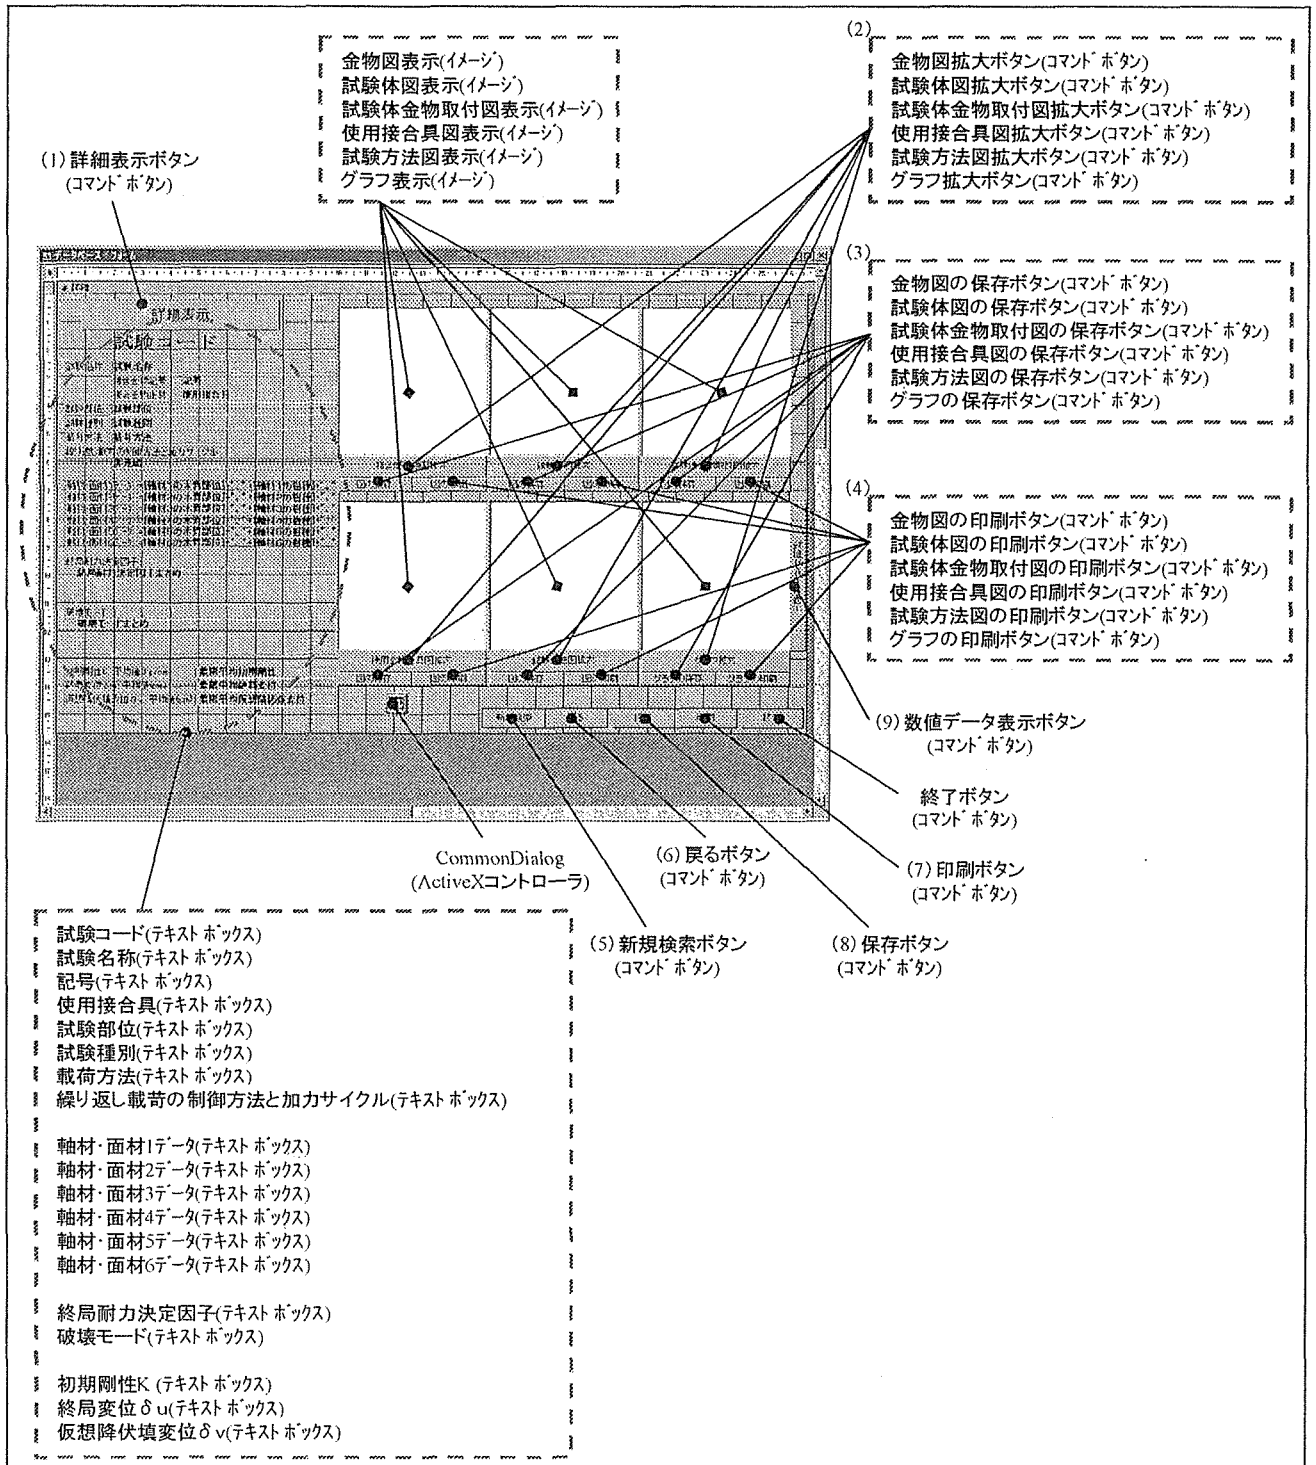 金物図表示(イメージ)
試験体図表示(イメージ)
試験体金物取付図表示(イメージ)
使用接合具図表示(イメージ)
試験方法図表示(イメージ)
グラフ表示(イメージ)
(2)
金物図拡大ボタン(コマンドボタン)
試験体図拡大ボタン(コマンドボタン)
試験体金物取付図拡大ボタン(コマンドボタン)
使用接合具図拡大ボタン(コマンドボタン)
試験方法図拡大ボタン(コマンドボタン)
グラフ拡大ボタン(コマンドボタン)
(1) 詳細表示ボタン
(コマンドボタン)
(3)
金物図の保存ボタン(コマンドボタン)
試験体図の保存ボタン(コマンドボタン)
試験体金物取付図の保存ボタン(コマンドボタン)
使用接合具図の保存ボタン(コマンドボタン)
試験方法図の保存ボタン(コマンドボタン)
グラフの保存ボタン(コマンドボタン)
詳細表示
試験コード
(4)
金物図の印刷ボタン(コマンドボタン)
試験体図の印刷ボタン(コマンドボタン)
試験体金物取付図の印刷ボタン(コマンドボタン)
使用接合具図の印刷ボタン(コマンドボタン)
試験方法図の印刷ボタン(コマンドボタン)
グラフの印刷ボタン(コマンドボタン)
(9) 数値データ表示ボタン
(コマンドボタン)
終了ボタン
(コマンドボタン)
CommonDialog
(ActiveXコントローラ)
(6) 戻るボタン
(コマンドボタン)
(7) 印刷ボタン
(コマンドボタン)
(5) 新規検索ボタン
(コマンドボタン)
(8) 保存ボタン
(コマンドボタン)
試験コード(テキストボックス)
試験名称(テキストボックス)
記号(テキストボックス)
使用接合具(テキストボックス)
試験部位(テキストボックス)
試験種別(テキストボックス)
載荷方法(テキストボックス)
繰り返し載苛の制御方法と加力サイクル(テキストボックス)
軸材・面材1データ(テキストボックス)
軸材・面材2データ(テキストボックス)
軸材・面材3データ(テキストボックス)
軸材・面材4データ(テキストボックス)
軸材・面材5データ(テキストボックス)
軸材・面材6データ(テキストボックス)
終局耐力決定因子(テキストボックス)
破壊モード(テキストボックス)
初期剛性K (テキストボックス)
終局変位δu(テキストボックス)
仮想降伏填変位δv(テキストボックス)